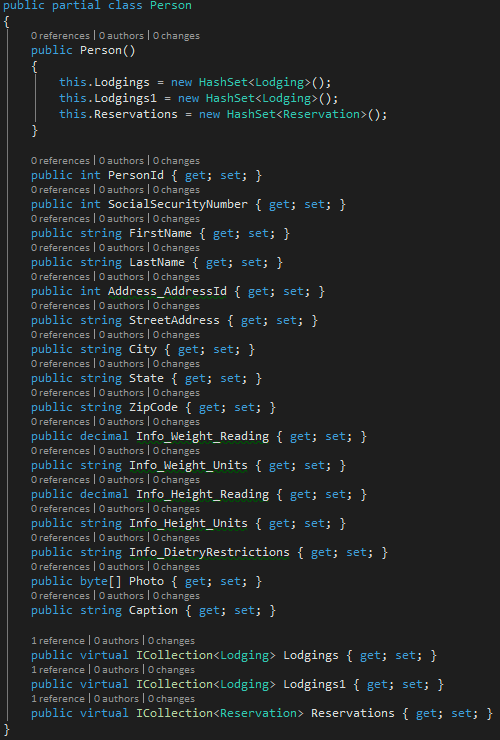 public partial class Person
{
0 references | 0 authors | 0 changes
public Person()
{
this.Lodgings = new HashSet<Lodging>();
this.Lodgings1 = new HashSet<Lodging>();
this.Reservations = new HashSet<Reservation>();
}
0 references | 0 authors | 0 changes
public int PersonId { get; set; }
0 references | 0 authors | 0 changes
public int SocialSecurityNumber { get; set; }
0 references | 0 authors | 0 changes
public string FirstName { get; set; }
0 references | 0 authors | 0 changes
public string LastName { get; set; }
0 references | 0 authors | 0 changes
public int Address_AddressId { get; set; }
0 references | 0 authors | 0 changes
public string StreetAddress { get; set; }
0 references | 0 authors | 0 changes
public string City { get; set; }
0 references | 0 authors | 0 changes
public string State { get; set; }
0 references | 0 authors | 0 changes
public string ZipCode { get; set; }
0 references | 0 authors | 0 changes
public decimal Info_Weight_Reading { get; set; }
0 references | 0 authors | 0 changes
public string Info_Weight_Units { get; set; }
0 references | 0 authors | 0 changes
public decimal Info_Height_Reading { get; set; }
0 references | 0 authors | 0 changes
public string Info_Height_Units { get; set; }
0 references | 0 authors | 0 changes
public string Info_DietryRestrictions { get; set; }
0 references | 0 authors | 0 changes
public byte[] Photo { get; set; }
0 references | 0 authors | 0 changes
public string Caption { get; set; }
1 reference | 0 authors | 0 changes
public virtual ICollection<Lodging> Lodgings { get; set; }
1 reference | 0 authors | 0 changes
public virtual ICollection<Lodging> Lodgings1 { get; set; }
1 reference | 0 authors | 0 changes
public virtual ICollection<Reservation> Reservations { get; set; }
}